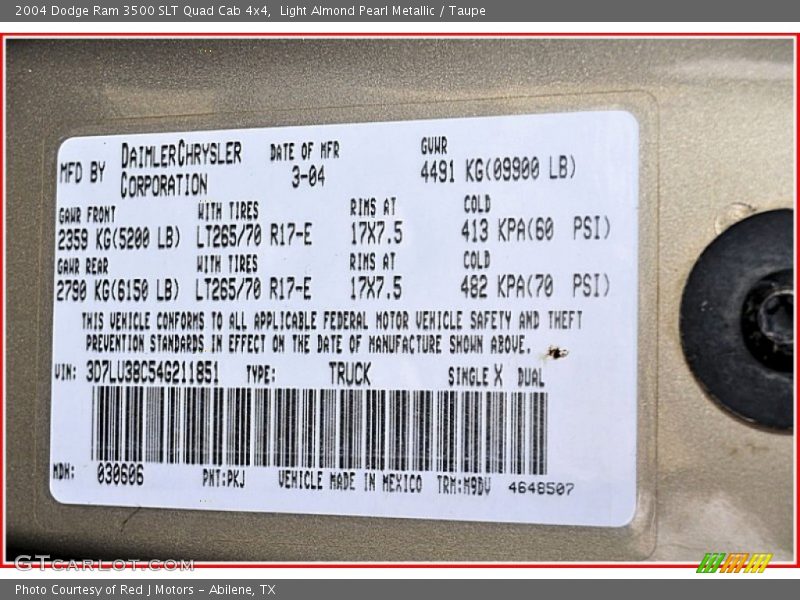 2004 Dodge Ram 3500 SLT Quad Cab 4x4, Light Almond Pearl Metallic / Taupe
MFD BY DAIMLERCHRYSLER CORPORATION DATE OF MFR 3-04 GVWR 4491 KG(09900 LB)
GAWR FRONT WITH TIRES RIMS AT COLD
2359 KG(5200 LB) LT265/70 R17-E 17X7.5 413 KPA(60 PSI)
GAWR REAR WITH TIRES RIMS AT COLD
2790 KG(6150 LB) LT265/70 R17-E 17X7.5 482 KPA(70 PSI)
THIS VEHICLE CONFORMS TO ALL APPLICABLE FEDERAL MOTOR VEHICLE SAFETY AND THEFT
PREVENTION STANDARDS IN EFFECT ON THE DATE OF MANUFACTURE SHOWN ABOVE.
VIN: 3D7LU38C54G211851 TYPE: TRUCK SINGLE X DUAL
MDH: 030606 PNT:PKJ VEHICLE MADE IN MEXICO TRM:M9DV 4648507
GTCARLOT.COM
Photo Courtesy of Red J Motors – Abilene, TX